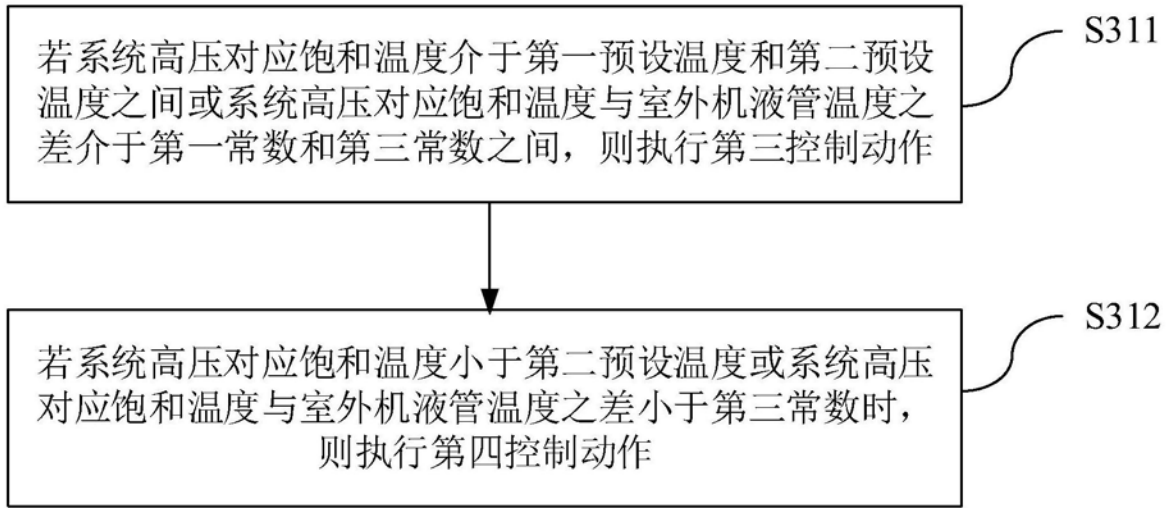 若系统高压对应饱和温度介于第一预设温度和第二预设
温度之间或系统高压对应饱和温度与室外机液管温度之
差介于第一常数和第三常数之间，则执行第三控制动作
S311
若系统高压对应饱和温度小于第二预设温度或系统高压
对应饱和温度与室外机液管温度之差小于第三常数时，
则执行第四控制动作
S312